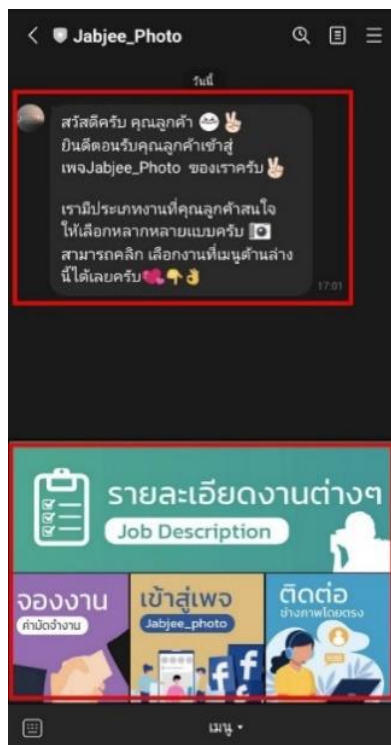 Jabjee_Photo
วันนี้
สวัสดีครับ คุณลูกค้า 😁✌🏻
ยินดีตอนรับคุณลูกค้าเข้าสู่
เพจJabjee_Photo ของเราครับ✌🏻
เรามีประเภทงานที่คุณลูกค้าสนใจ
ให้เลือกหลากหลายแบบครับ 📷
สามารถคลิก เลือกงานที่เมนูด้านล่าง
นี้ได้เลยครับ💕👇👌
17:01
รายละเอียดงานต่างๆ
Job Description
จองงาน
ค่ามัดจำงาน
เข้าสู่เพจ
Jabjee_photo
ติดต่อ
ช่างภาพโดยตรง
เมนู